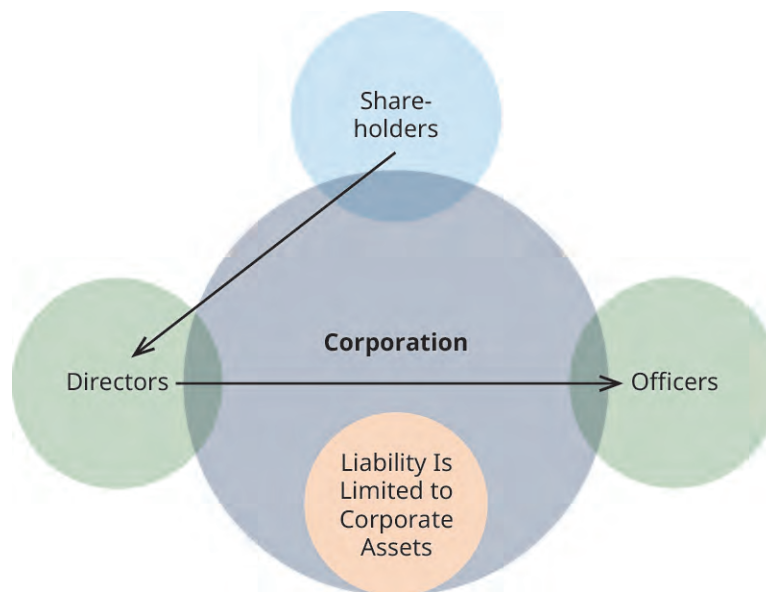 Share-
holders
Corporation
Directors
Officers
Liability Is
Limited to
Corporate
Assets